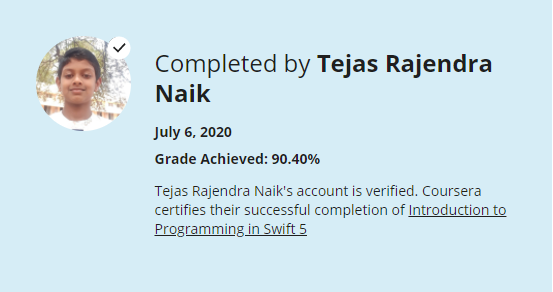 Completed by Tejas Rajendra
Naik
July 6, 2020
Grade Achieved: 90.40%
Tejas Rajendra Naik's account is verified. Coursera
certifies their successful completion of Introduction to
Programming in Swift 5